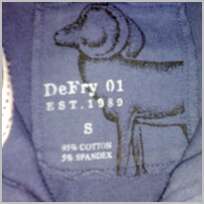 DeFry 01
EST.1989
S
95% COTTON
5% SPANDEX